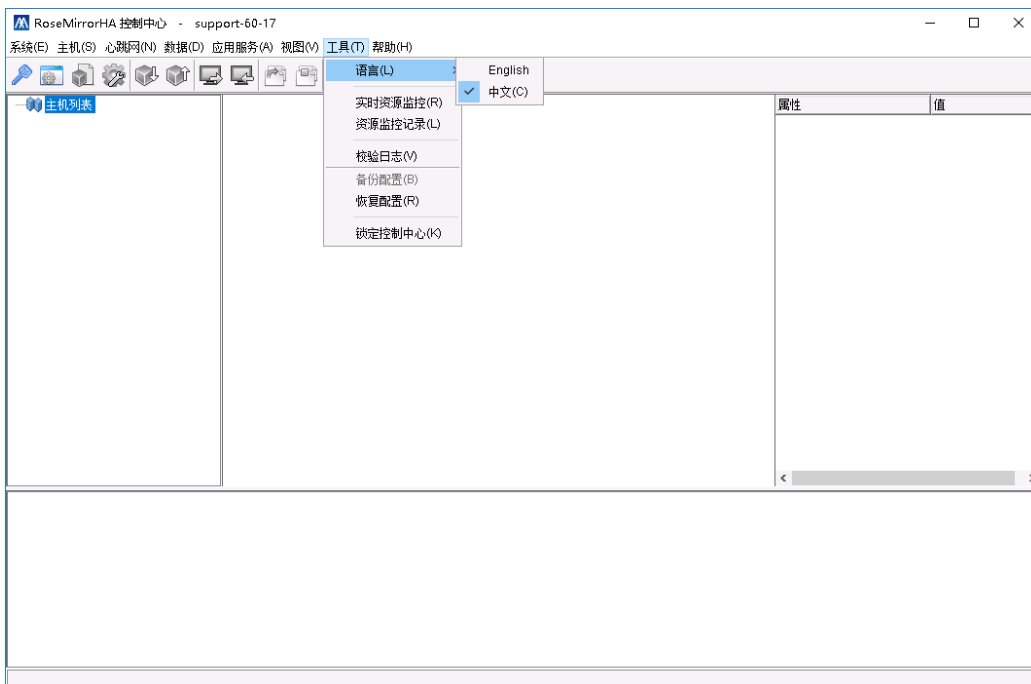 RoseMirrorHA 控制中心 - support-60-17
系统(E) 主机(S) 心跳网(N) 数据(D) 应用服务(A) 视图(V) 工具(T) 帮助(H)
语言(L)
English
中文(C)
实时资源监控(R)
资源监控记录(L)
校验日志(V)
备份配置(B)
恢复配置(R)
锁定控制中心(K)
主机列表
属性 值